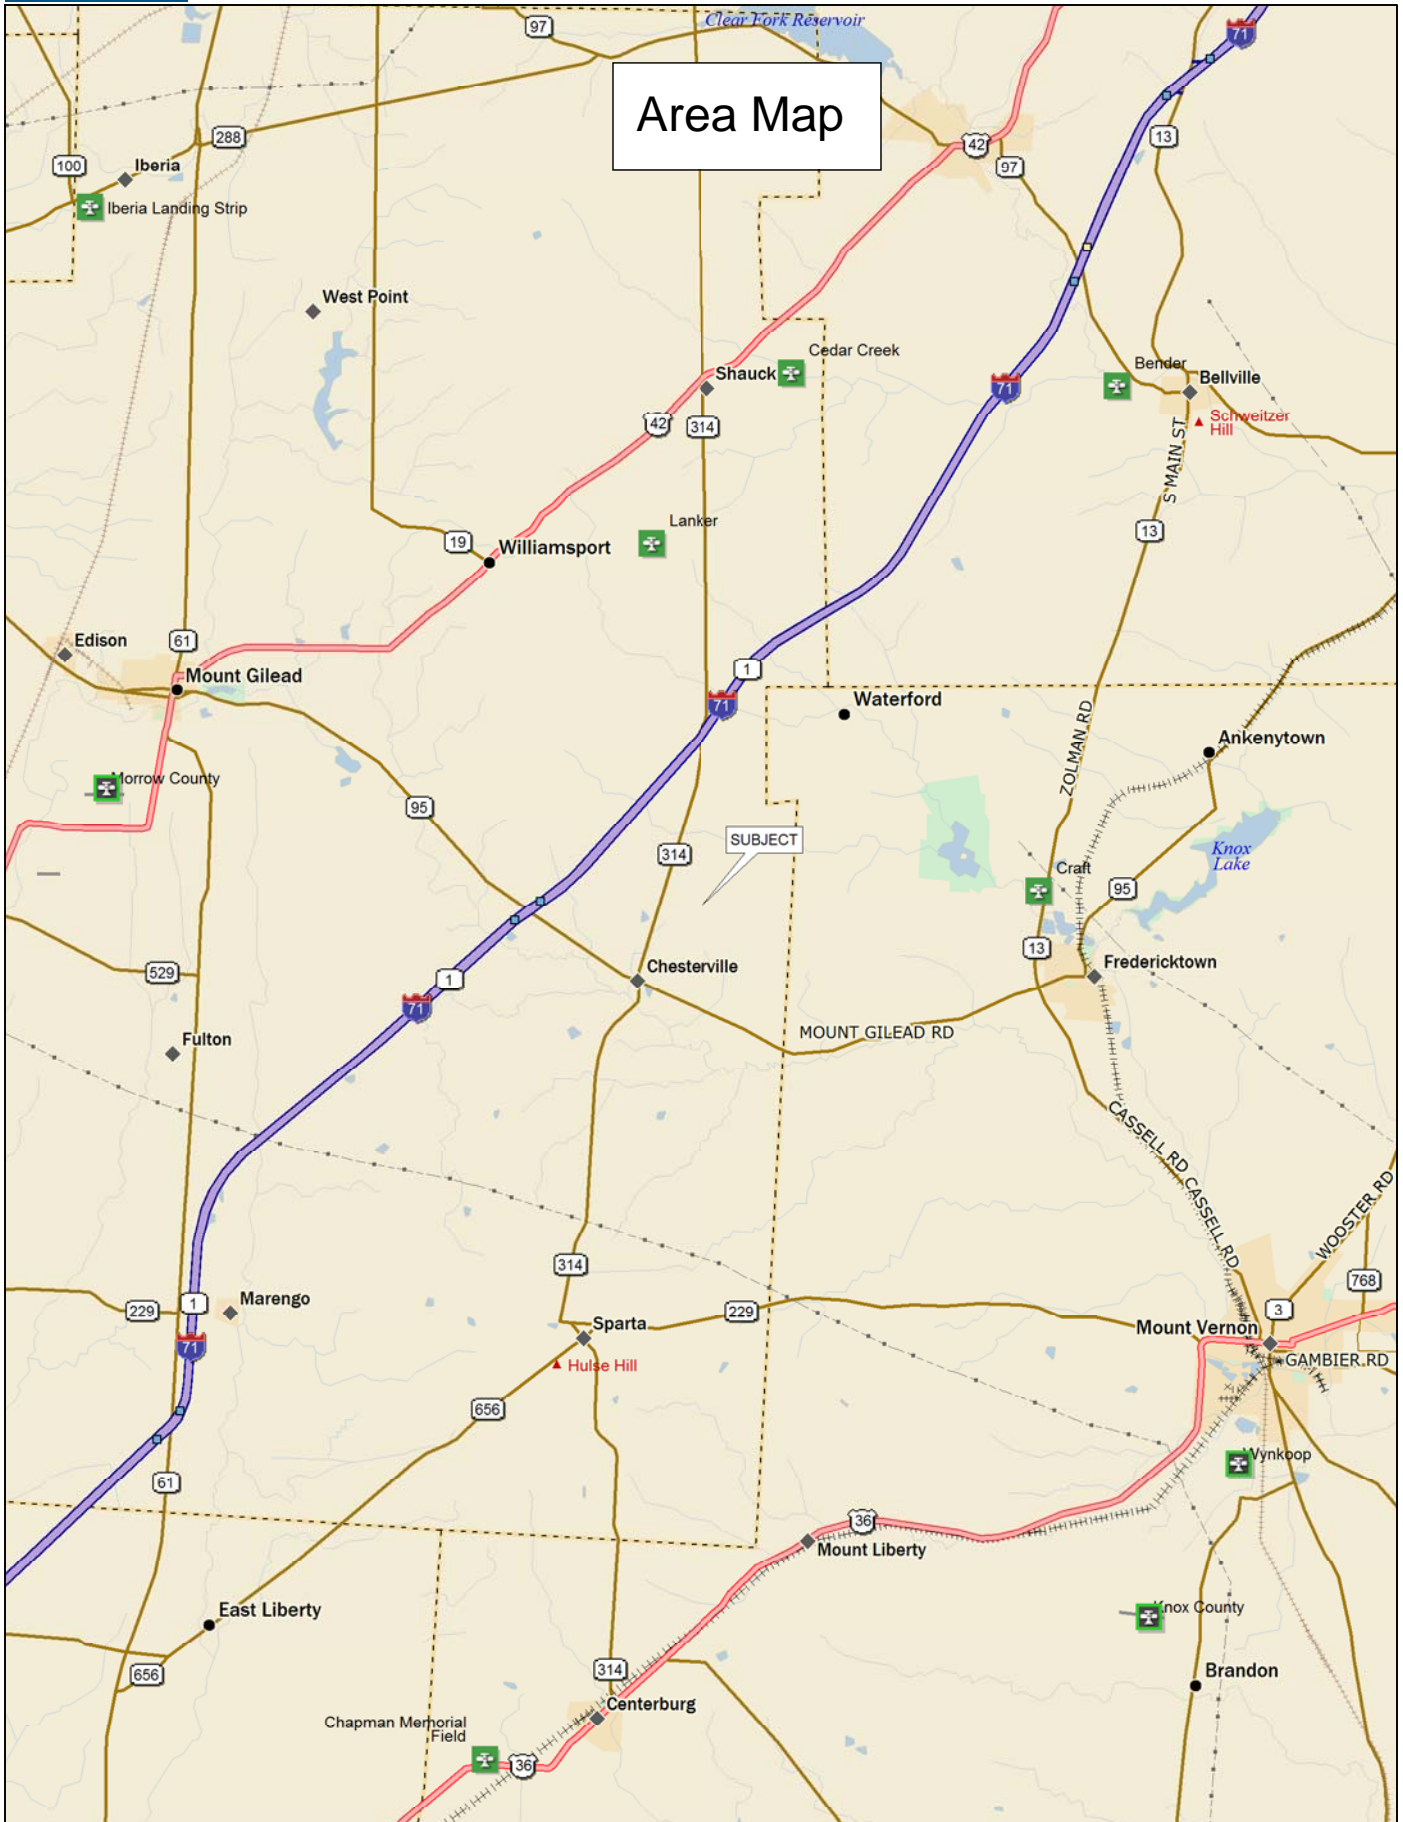 Clear Fork Reservoir
97
71
Area Map
13
288
42
100
Iberia
97
Iberia Landing Strip
West Point
Cedar Creek
Shauck
Bender
71
Bellville
42
314
Schweitzer
Hill
S MAIN ST
Lanker
13
19
Williamsport
61
Edison
1
Mount Gilead
71
Waterford
ZOLMAN RD
Ankenytown
Morrow County
95
SUBJECT
314
Knox
Lake
Craft
95
13
Fredericktown
Chesterville
529
1
71
MOUNT GILEAD RD
Fulton
CASSELL RD
CASSELL RD
WOOSTER RD
314
768
Marengo
1
229
229
3
Sparta
Mount Vernon
71
Hulse Hill
GAMBIER RD
656
Wynkoop
61
36
Mount Liberty
East Liberty
Knox County
656
314
Brandon
Centerburg
Chapman Memorial
Field
36